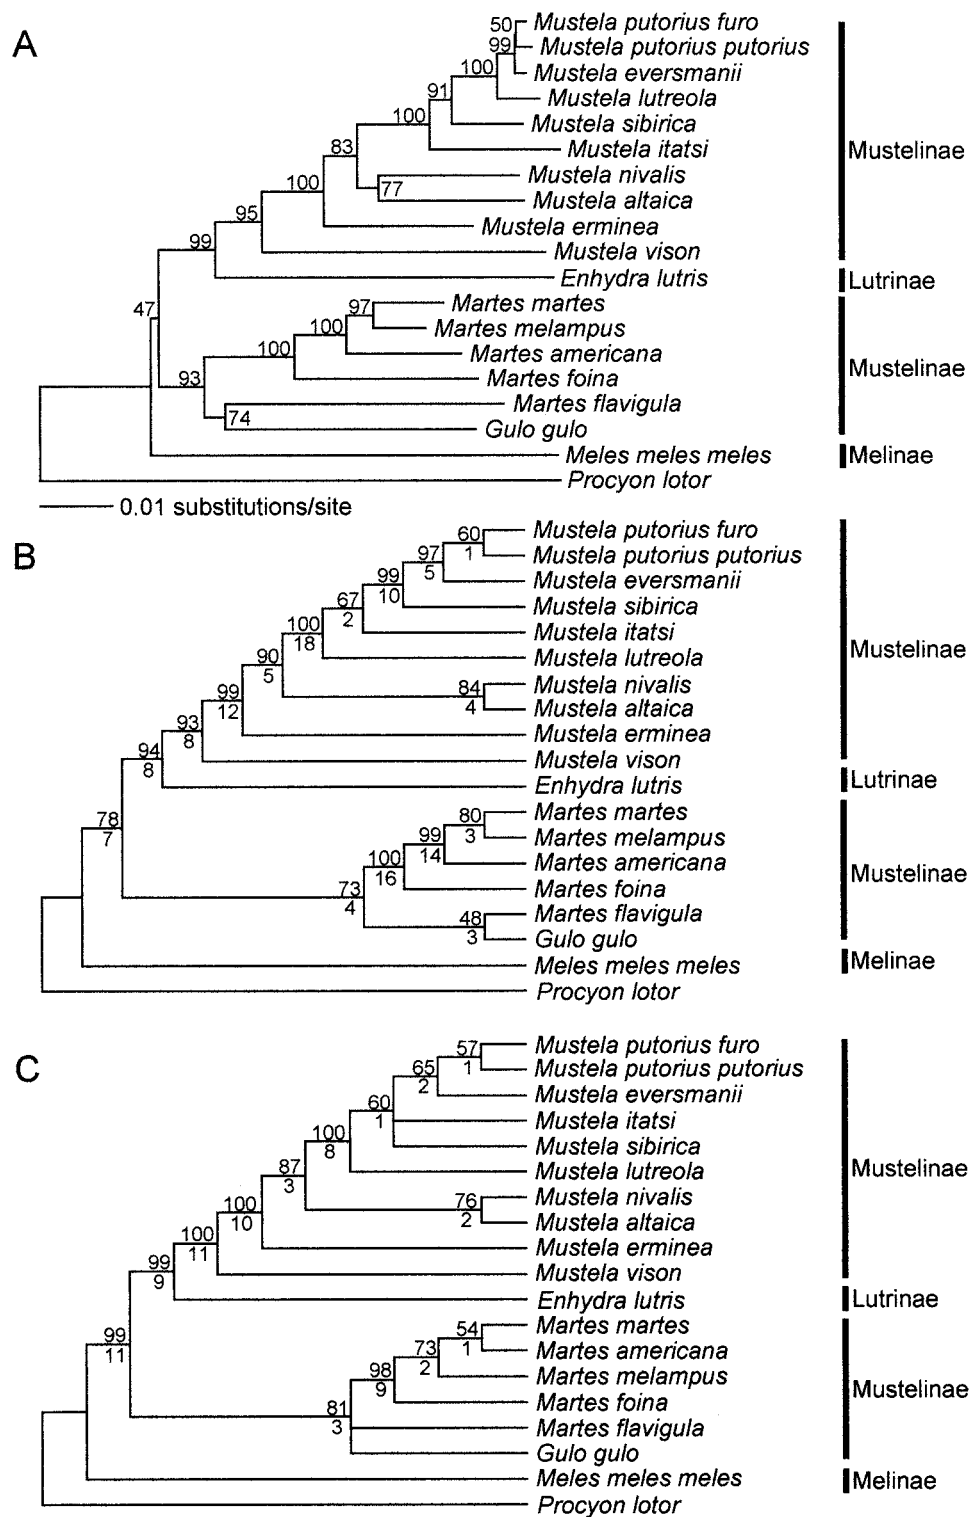 A
50 Mustela putorius furo
99 Mustela putorius putorius
100 Mustela eversmanii
91 Mustela lutreola
100 Mustela sibirica
83 Mustela itatsi Mustelinae
100 Mustela nivalis
77 Mustela altaica
95 Mustela erminea
99 Mustela vison
Enhydra lutris Lutrinae
47 97 Martes martes
100 Martes melampus
100 Martes americana
93 Martes foina Mustelinae
74 Martes flavigula
Gulo gulo
Meles meles meles Melinae
Procyon lotor
0.01 substitutions/site
B
60 1 Mustela putorius furo
97 5 Mustela putorius putorius
99 10 Mustela eversmanii
67 2 Mustela sibirica
100 18 Mustela itatsi Mustelinae
90 5 Mustela lutreola
84 4 Mustela nivalis
99 12 Mustela altaica
93 8 Mustela erminea
94 8 Mustela vison
Enhydra lutris Lutrinae
78 7 80 3 Martes martes
99 14 Martes melampus
100 16 Martes americana Mustelinae
73 4 Martes foina
48 3 Martes flavigula
Gulo gulo
Meles meles meles Melinae
Procyon lotor
C
57 1 Mustela putorius furo
65 2 Mustela putorius putorius
60 1 Mustela eversmanii
100 8 Mustela itatsi
87 3 Mustela sibirica Mustelinae
Mustela lutreola
76 2 Mustela nivalis
100 10 Mustela altaica
100 11 Mustela erminea
99 9 Mustela vison
Enhydra lutris Lutrinae
99 11 54 1 Martes martes
73 2 Martes americana
98 9 Martes melampus Mustelinae
81 3 Martes foina
Martes flavigula
Gulo gulo
Meles meles meles Melinae
Procyon lotor